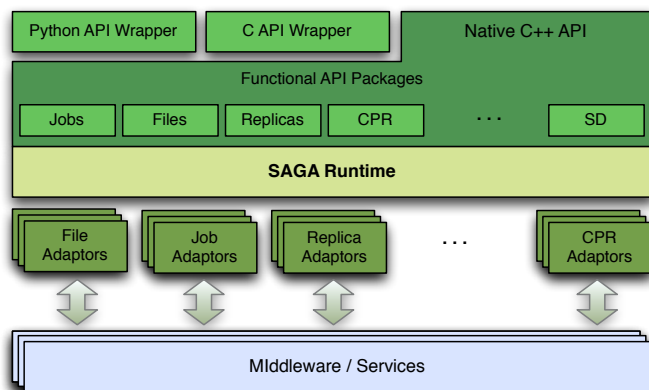 Python API Wrapper
C API Wrapper
Native C++ API
Functional API Packages
Jobs
Files
Replicas
CPR
. . .
SD
SAGA Runtime
File
Adaptors
Job
Adaptors
Replica
Adaptors
. . .
CPR
Adaptors
MIddleware / Services